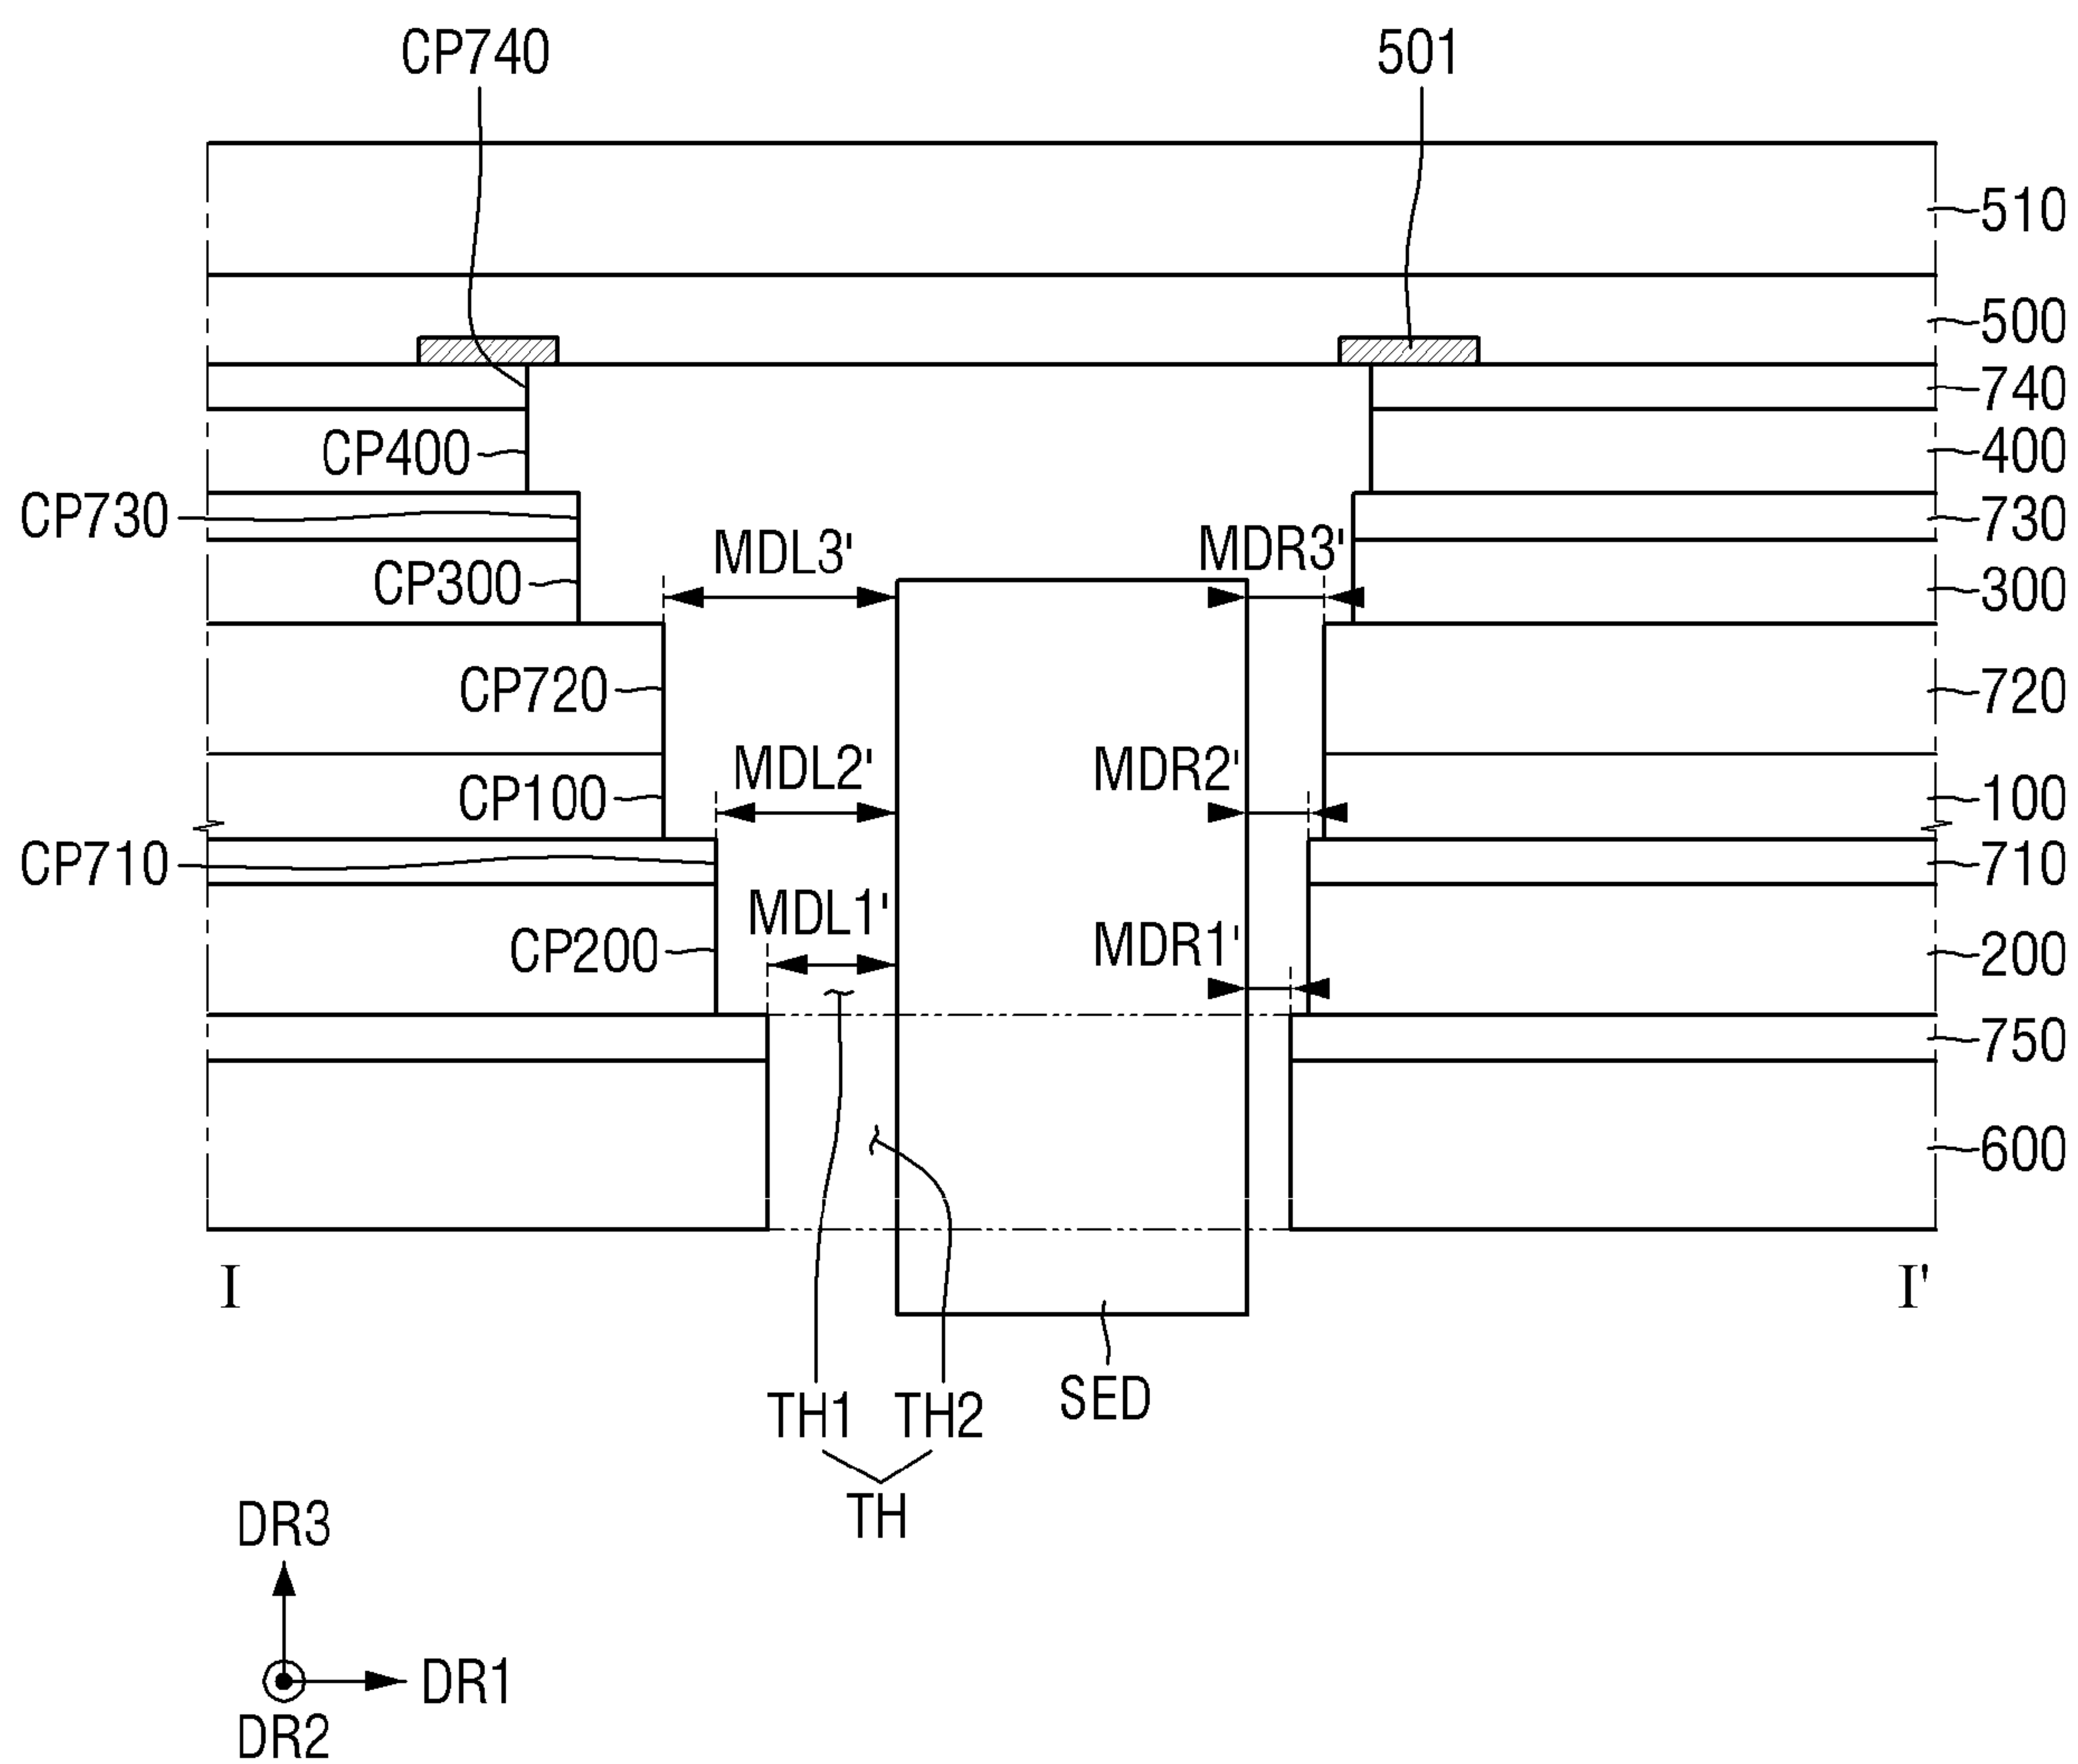 CP740 501
510
500
740
CP400 400
CP730 730
MDL3' MDR3'
CP300 300
CP720 720
MDL2' MDR2'
CP100 100
CP710 710
MDL1' MDR1'
CP200 200
750
600
I I'
TH1 TH2 SED
TH
DR3
DR1
DR2